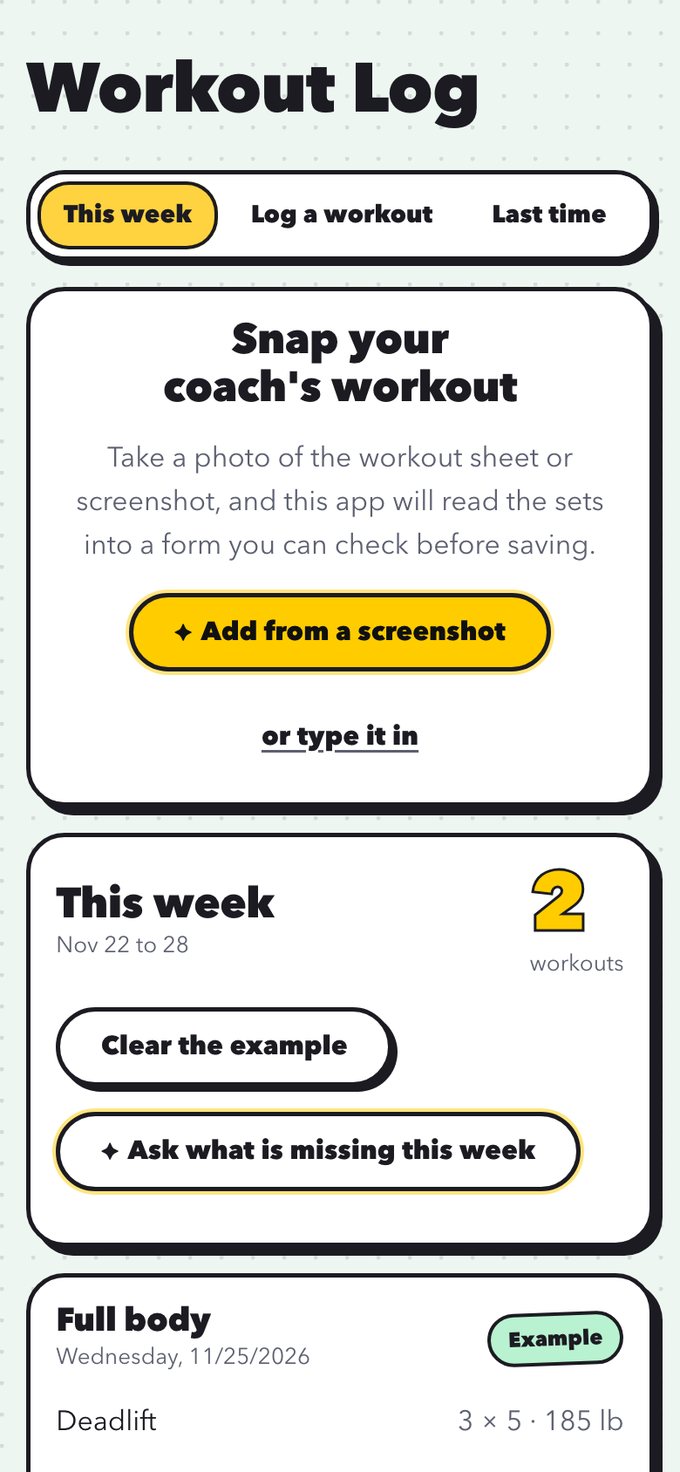 Workout Log
This week
Log a workout
Last time
Snap your
coach's workout
Take a photo of the workout sheet or
screenshot, and this app will read the sets
into a form you can check before saving.
✦ Add from a screenshot
or type it in
This week
2
Nov 22 to 28
workouts
Clear the example
✦ Ask what is missing this week
Full body
Example
Wednesday, 11/25/2026
Deadlift 3 × 5 · 185 lb